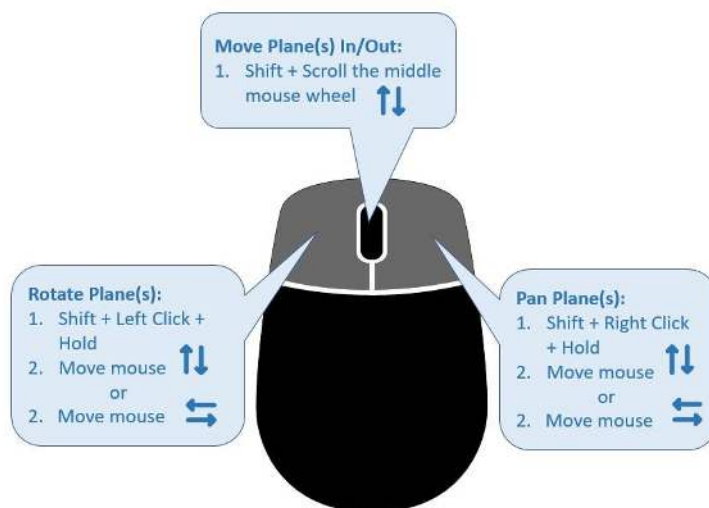 Move Plane(s) In/Out:
1. Shift + Scroll the middle
mouse wheel
Rotate Plane(s):
1. Shift + Left Click +
Hold
2. Move mouse
or
2. Move mouse
Pan Plane(s):
1. Shift + Right Click
+ Hold
2. Move mouse
or
2. Move mouse